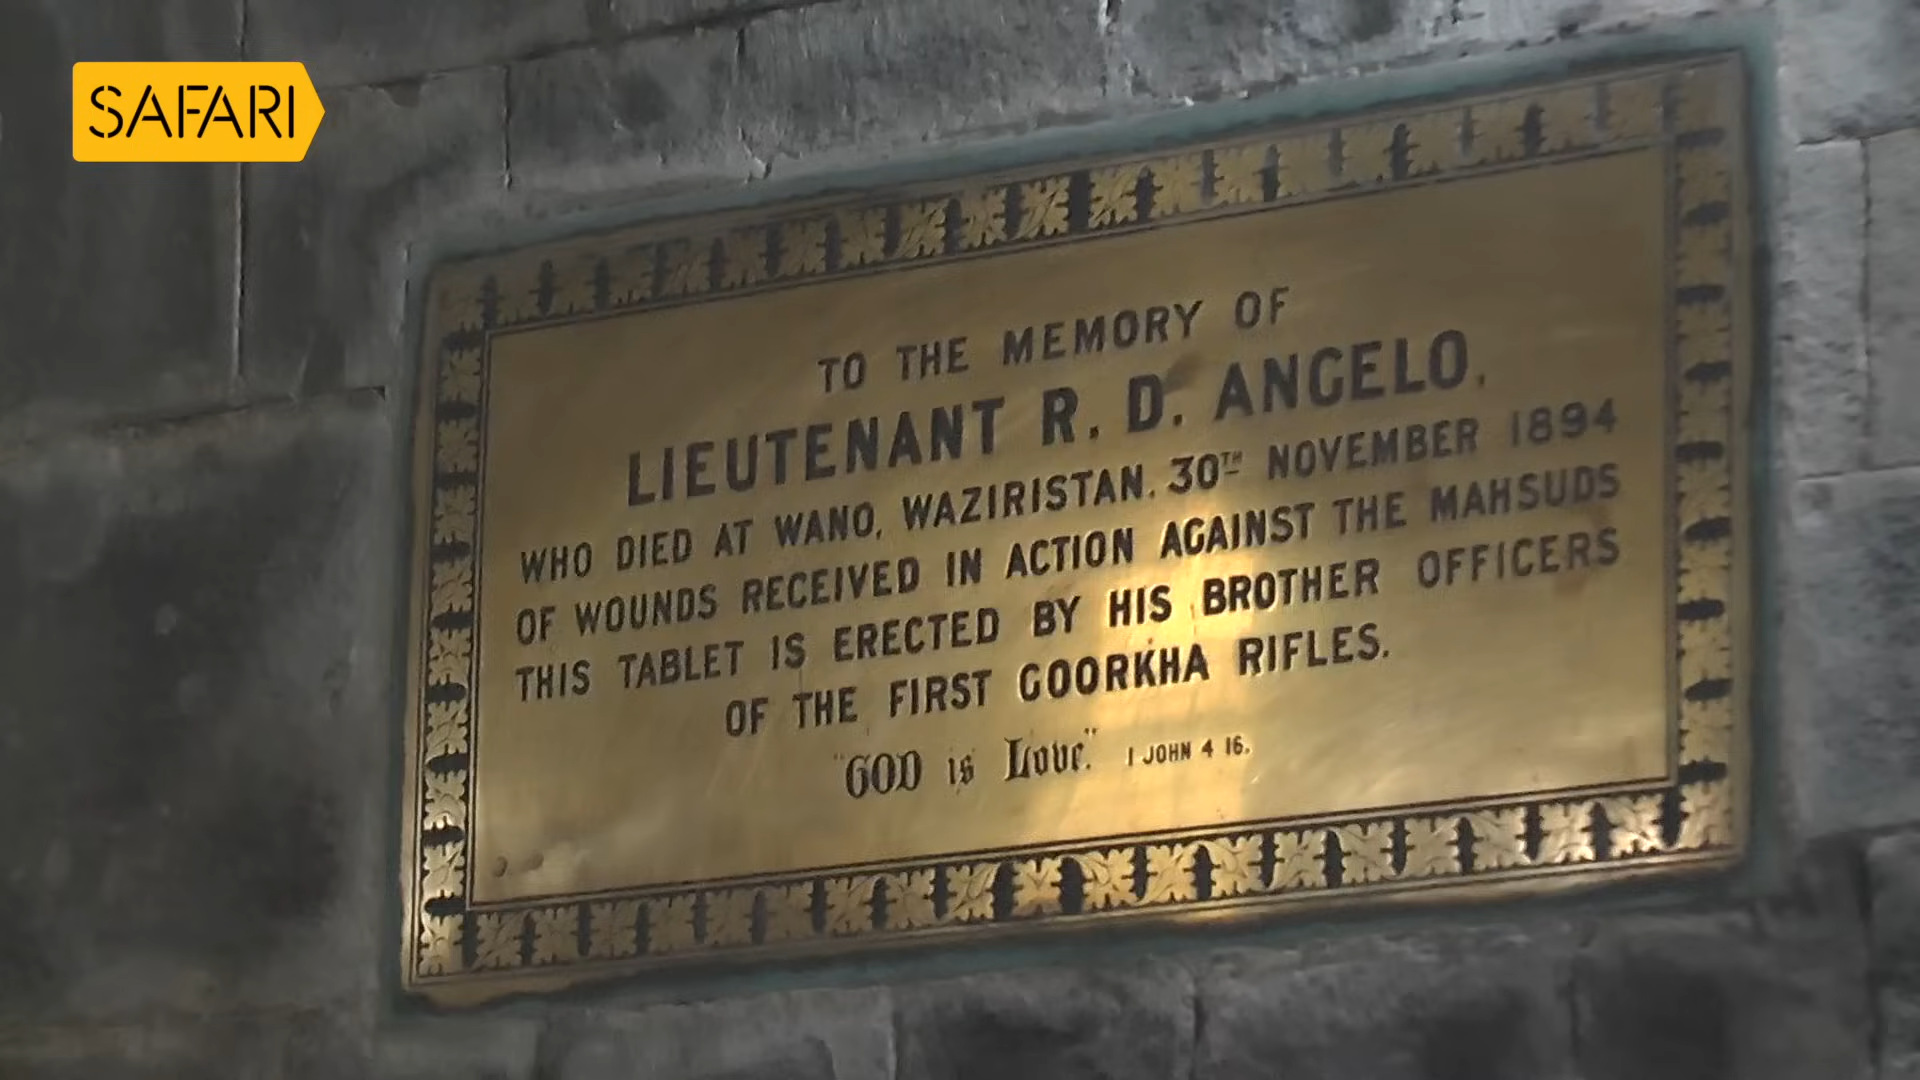 SAFARI
TO THE MEMORY OF
LIEUTENANT R. D. ANGELO.
WHO DIED AT WANO, WAZIRISTAN. 30TH NOVEMBER 1894
OF WOUNDS RECEIVED IN ACTION AGAINST THE MAHSUDS
THIS TABLET IS ERECTED BY HIS BROTHER OFFICERS
OF THE FIRST GOORKHA RIFLES.
"GOD is Love." 1 JOHN 4 16.